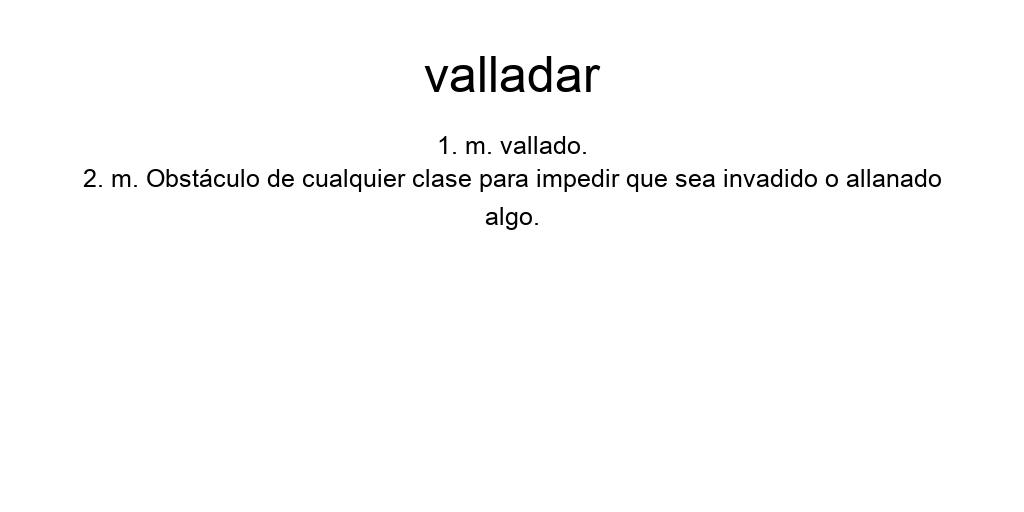 valladar
1. m. vallado.
2. m. Obstáculo de cualquier clase para impedir que sea invadido o allanado
algo.